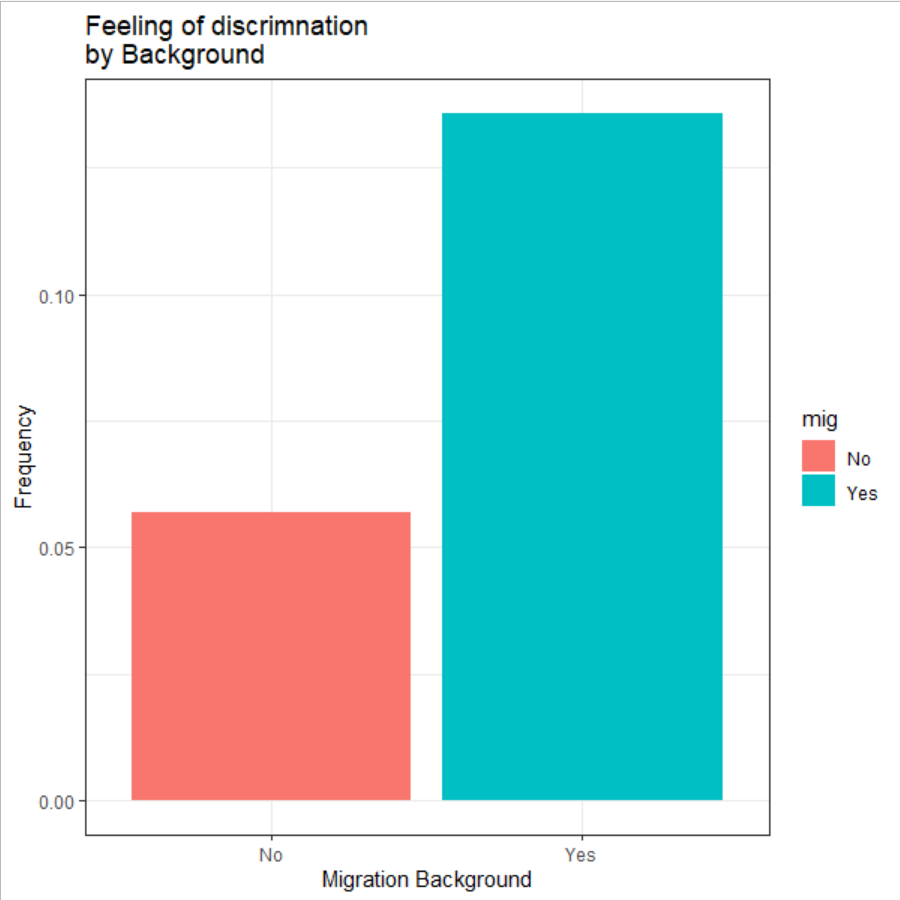 Feeling of discrimnation
by Background
0.10
0.05
0.00
Frequency
No
Yes
Migration Background
mig
No
Yes